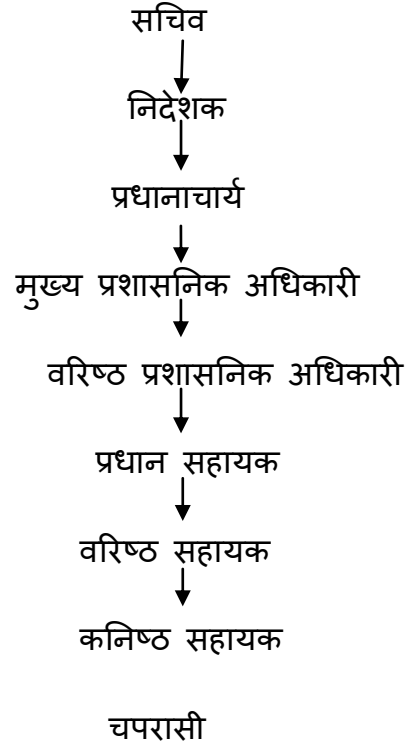 सचिव
निदेशक
प्रधानाचार्य
मुख्य प्रशासनिक अधिकारी
वरिष्ठ प्रशासनिक अधिकारी
प्रधान सहायक
वरिष्ठ सहायक
कनिष्ठ सहायक
चपरासी